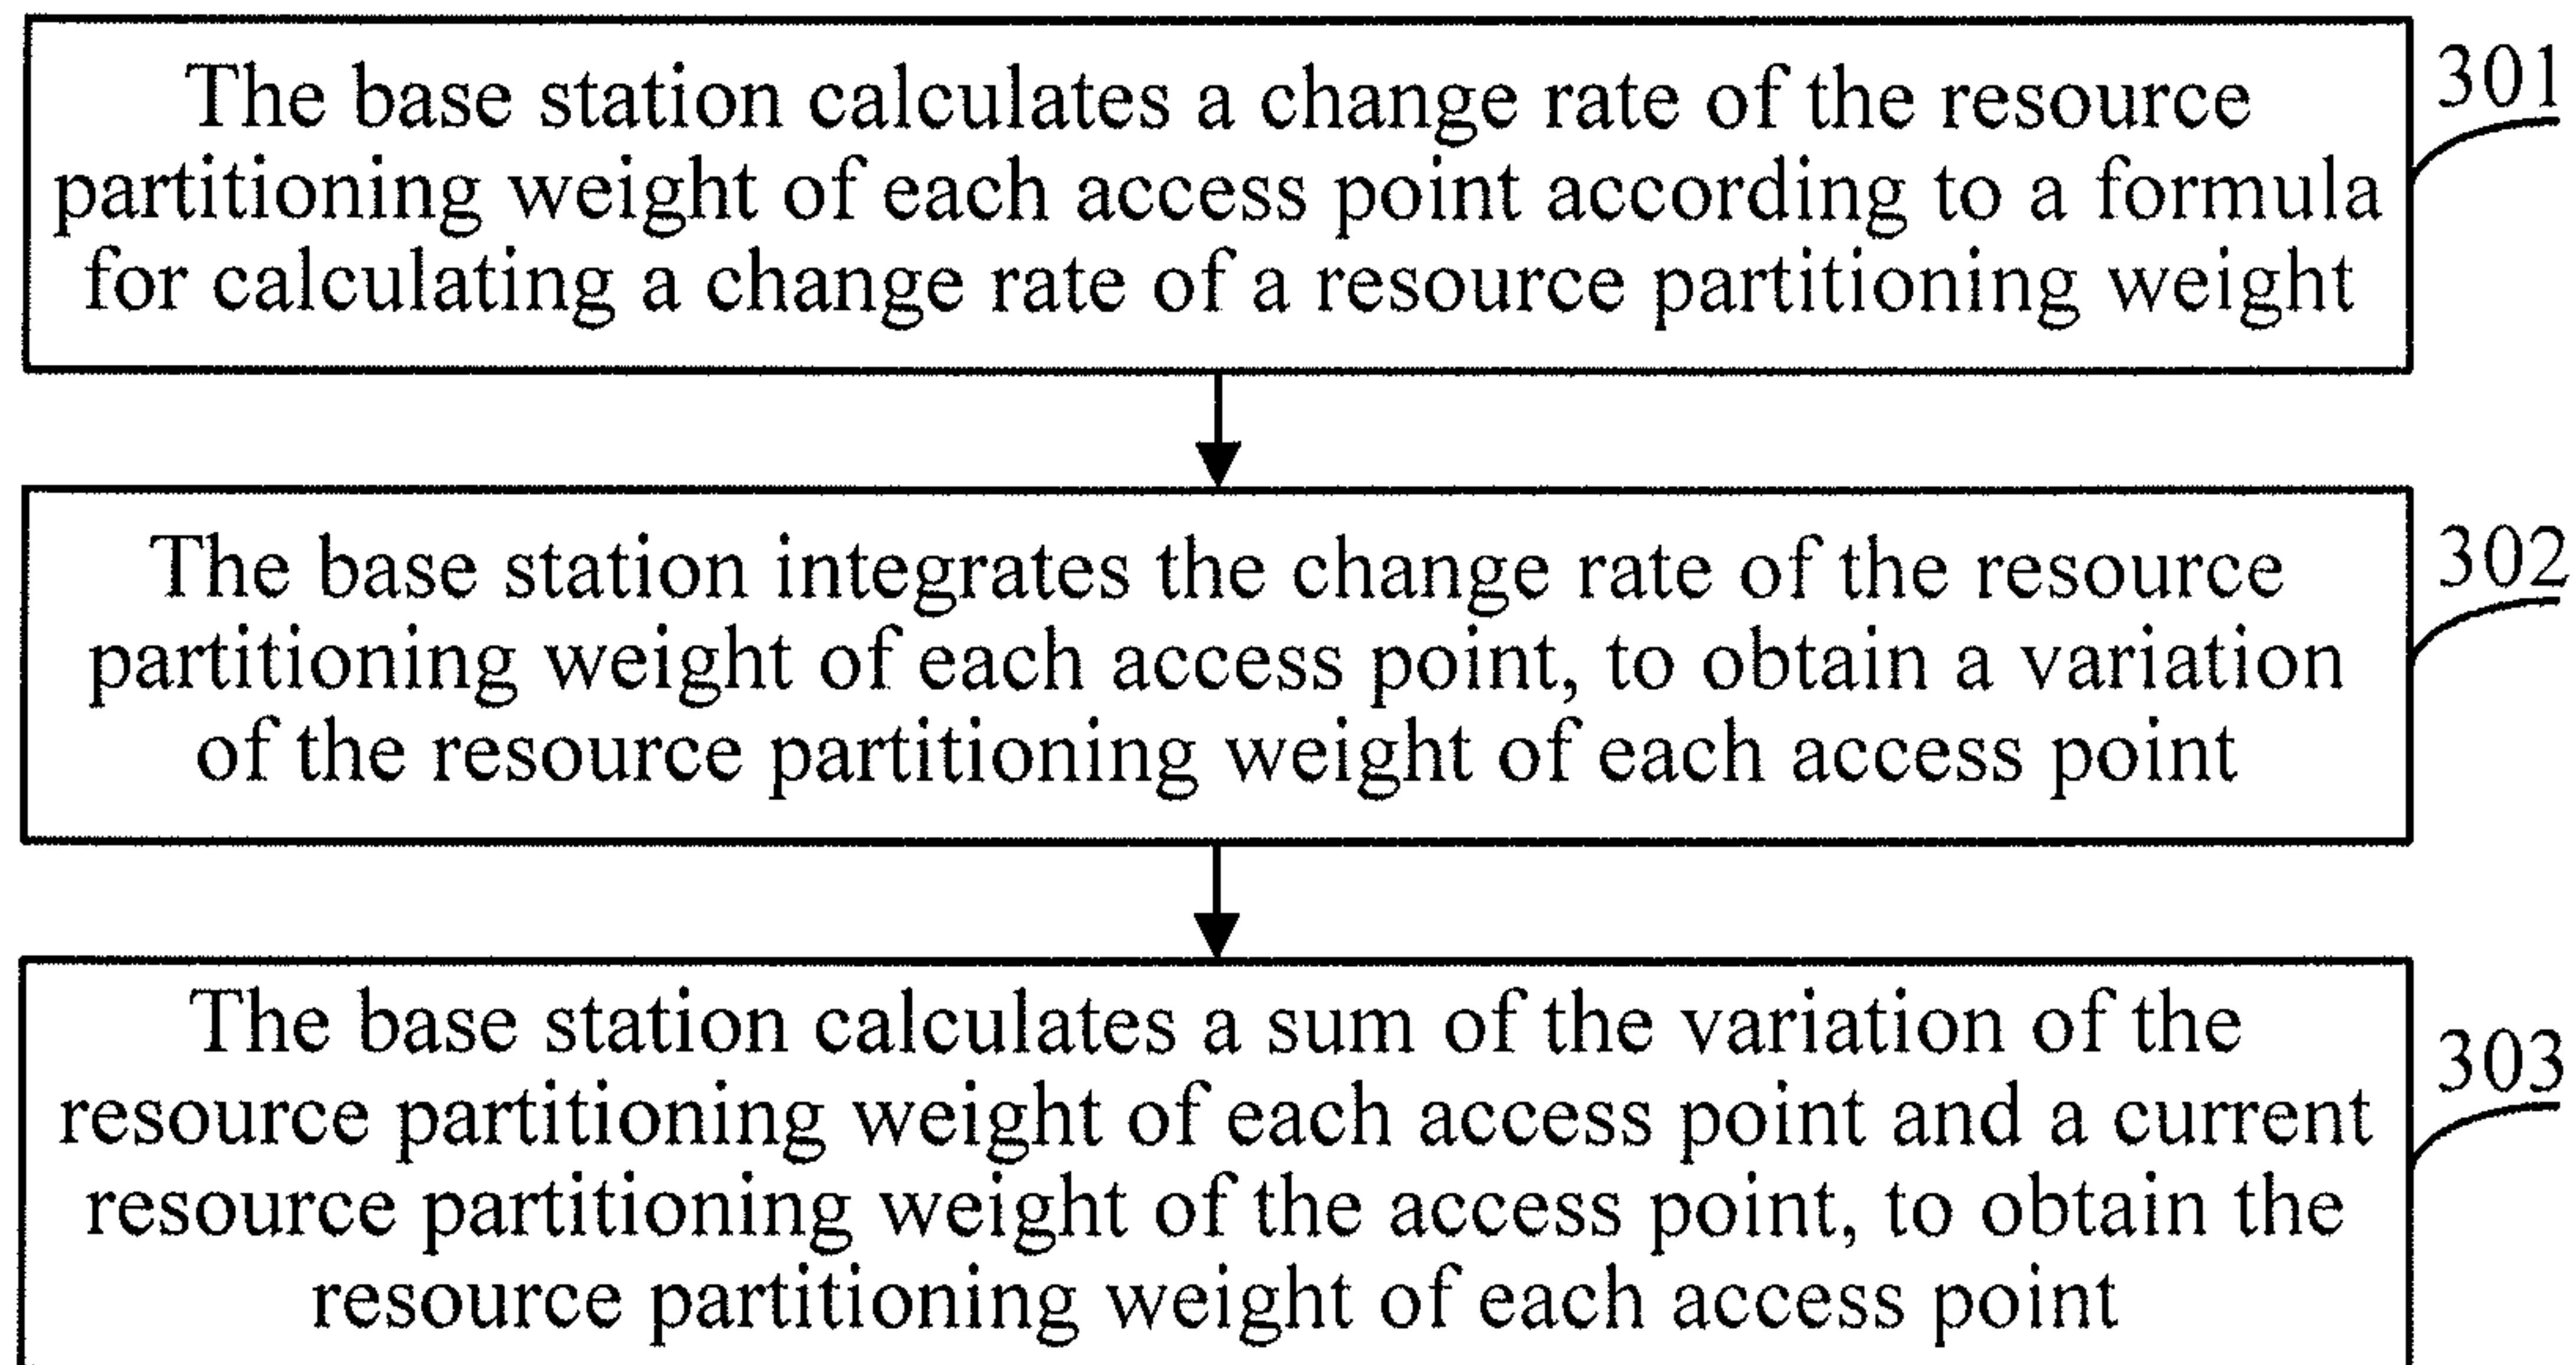 The base station calculates a change rate of the resource
partitioning weight of each access point according to a formula
for calculating a change rate of a resource partitioning weight
301
The base station integrates the change rate of the resource
partitioning weight of each access point, to obtain a variation
of the resource partitioning weight of each access point
302
The base station calculates a sum of the variation of the
resource partitioning weight of each access point and a current
resource partitioning weight of the access point, to obtain the
resource partitioning weight of each access point
303